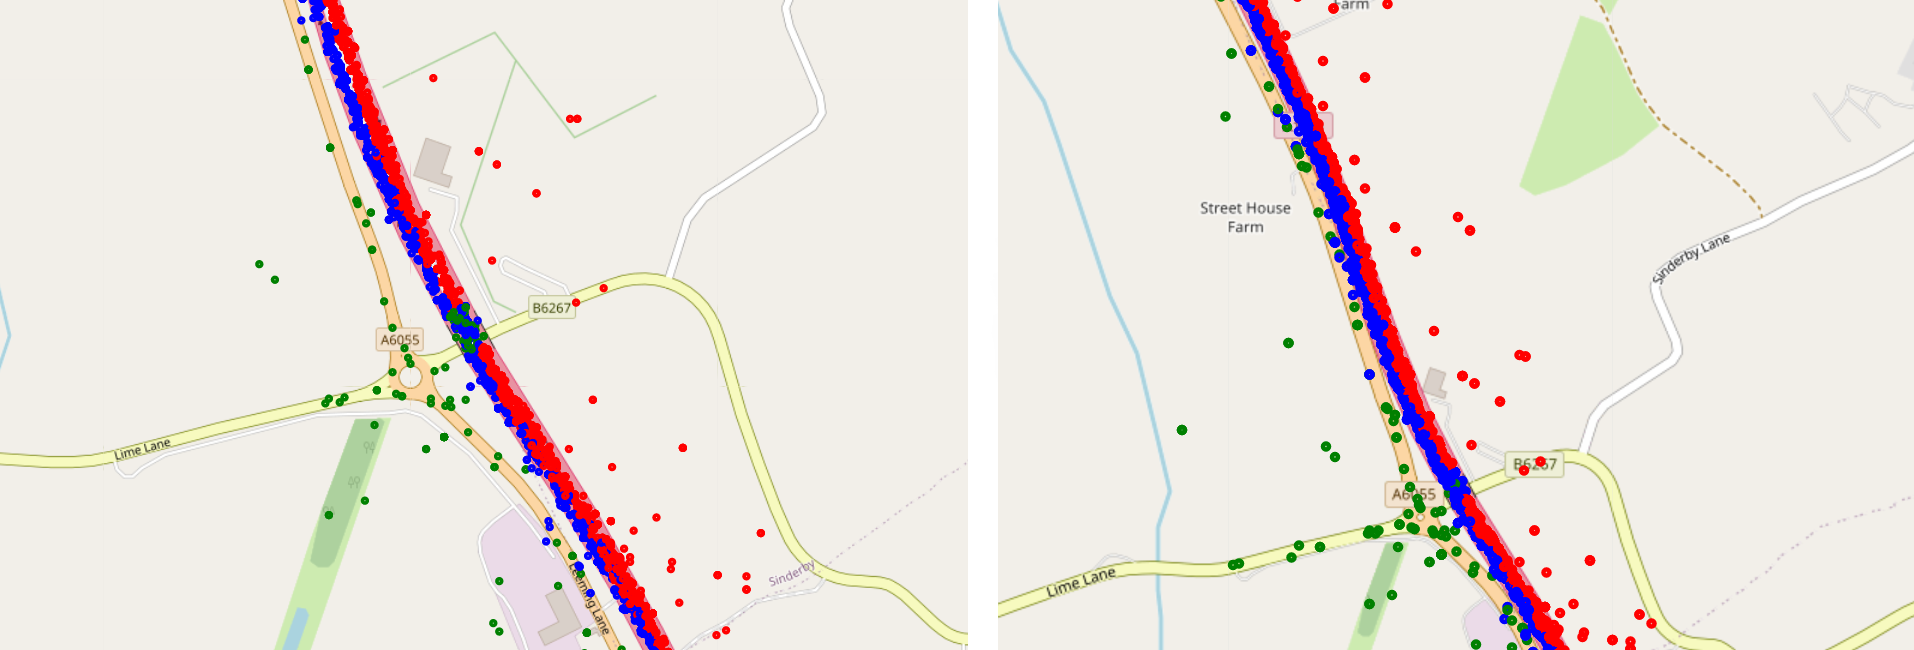 B6267
A6055
Lime Lane
Leeming Lane
Sinderby
Farm
Street House
Farm
Sinderby Lane
B6267
A6055
Lime Lane